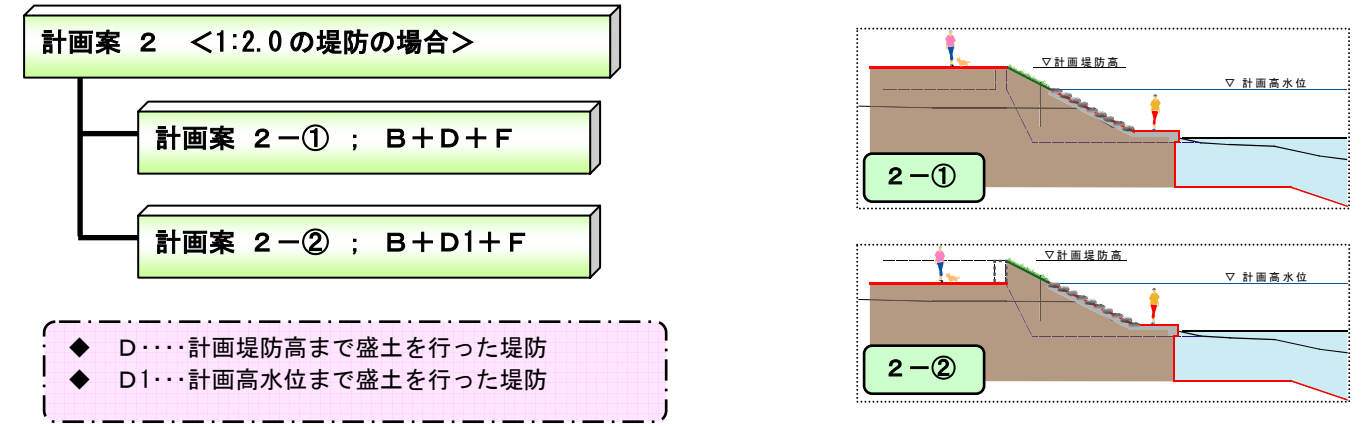 計画案 2 <1:2.0の堤防の場合>
計画案 2-① ; B+D+F
計画案 2-② ; B+D1+F
◆ D････計画堤防高まで盛土を行った堤防
◆ D1･･･計画高水位まで盛土を行った堤防
▽計画堤防高
▽ 計画高水位
2-①
▽計画堤防高
▽ 計画高水位
2-②